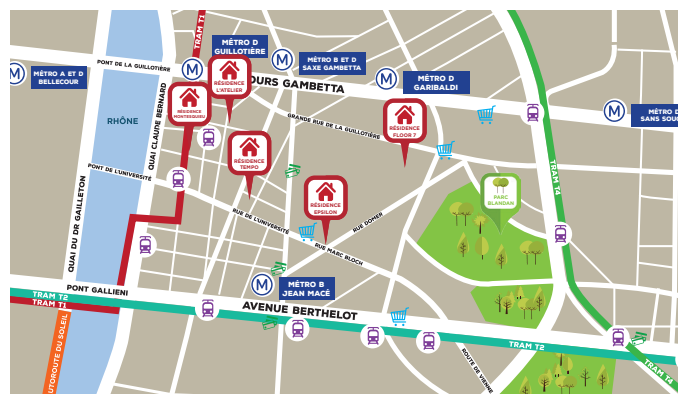 TRAM T1
MÉTRO D
GUILLOTIÈRE
MÉTRO B ET D
SAXE GAMBETTA
PONT DE LA GUILLOTIÈRE
MÉTRO A ET D
BELLECOUR
MÉTRO D
GARIBALDI
OURS GAMBETTA
RÉSIDENCE
L'ATELIER
RÉSIDENCE
MONTESQUIEU
MÉTRO D
SANS SOUC
RHÔNE
QUAI CLAUDE BERNARD
GRANDE RUE DE LA GUILLOTIÈRE
RÉSIDENCE
FLOOR 7
RÉSIDENCE
TEMPO
PONT DE L'UNIVERSITÉ
TRAM T4
PARC
BLANDAN
RÉSIDENCE
EPSILON
QUAI DU DR GAILLETON
RUE DE L'UNIVERSITÉ
RUE DOMER
RUE MARC BLOCH
MÉTRO B
JEAN MACÉ
PONT GALLIENI
TRAM T2
TRAM T1
AVENUE BERTHELOT
UTOROUTE DU SOLEIL
TRAM T2
ROUTE DE VIENNE
TRAM T4
M
M
M
M
M
M